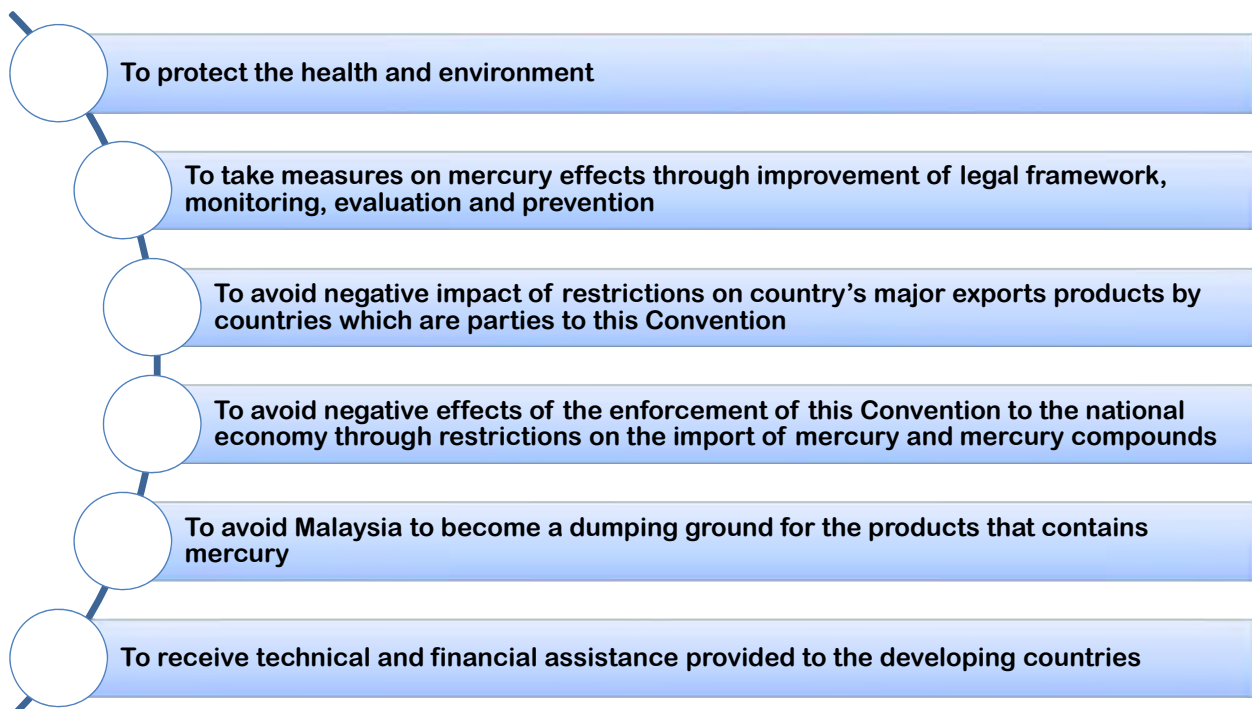 To protect the health and environment
To take measures on mercury effects through improvement of legal framework,
monitoring, evaluation and prevention
To avoid negative impact of restrictions on country’s major exports products by
countries which are parties to this Convention
To avoid negative effects of the enforcement of this Convention to the national
economy through restrictions on the import of mercury and mercury compounds
To avoid Malaysia to become a dumping ground for the products that contains
mercury
To receive technical and financial assistance provided to the developing countries